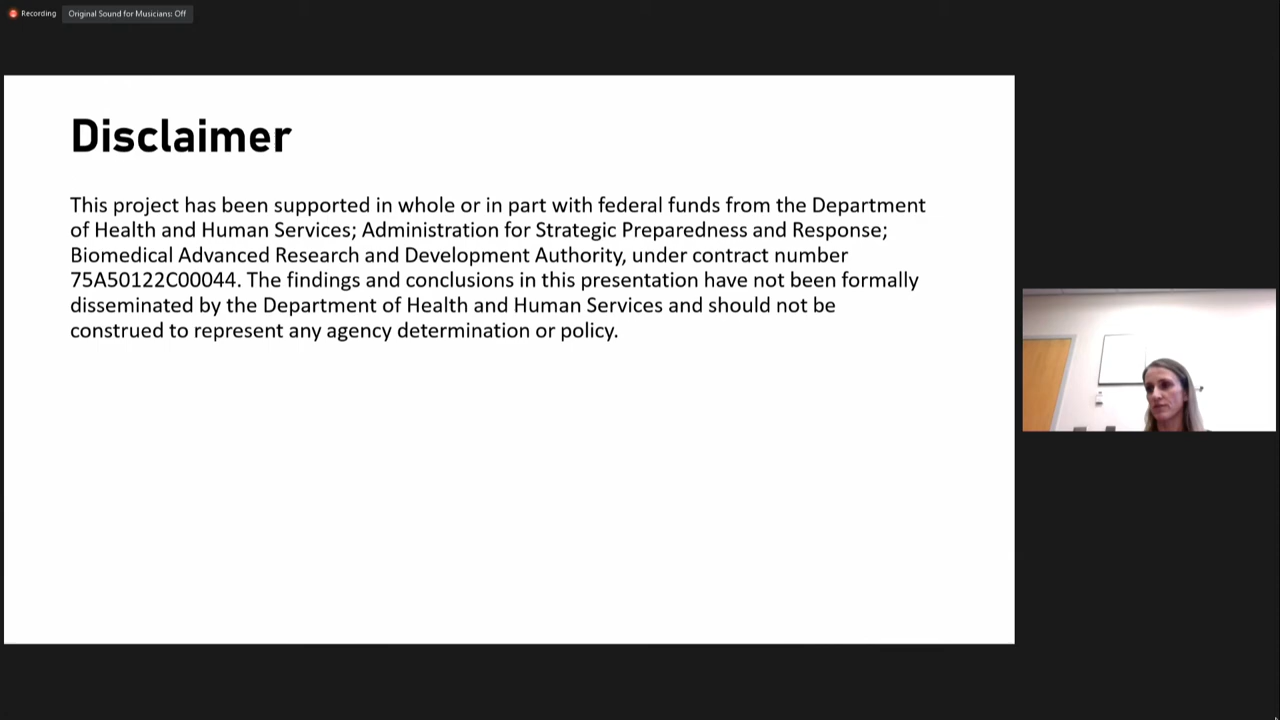 Recording
Original Sound for Musicians: Off
Disclaimer
This project has been supported in whole or in part with federal funds from the Department
of Health and Human Services; Administration for Strategic Preparedness and Response;
Biomedical Advanced Research and Development Authority, under contract number
75A50122C00044. The findings and conclusions in this presentation have not been formally
disseminated by the Department of Health and Human Services and should not be
construed to represent any agency determination or policy.